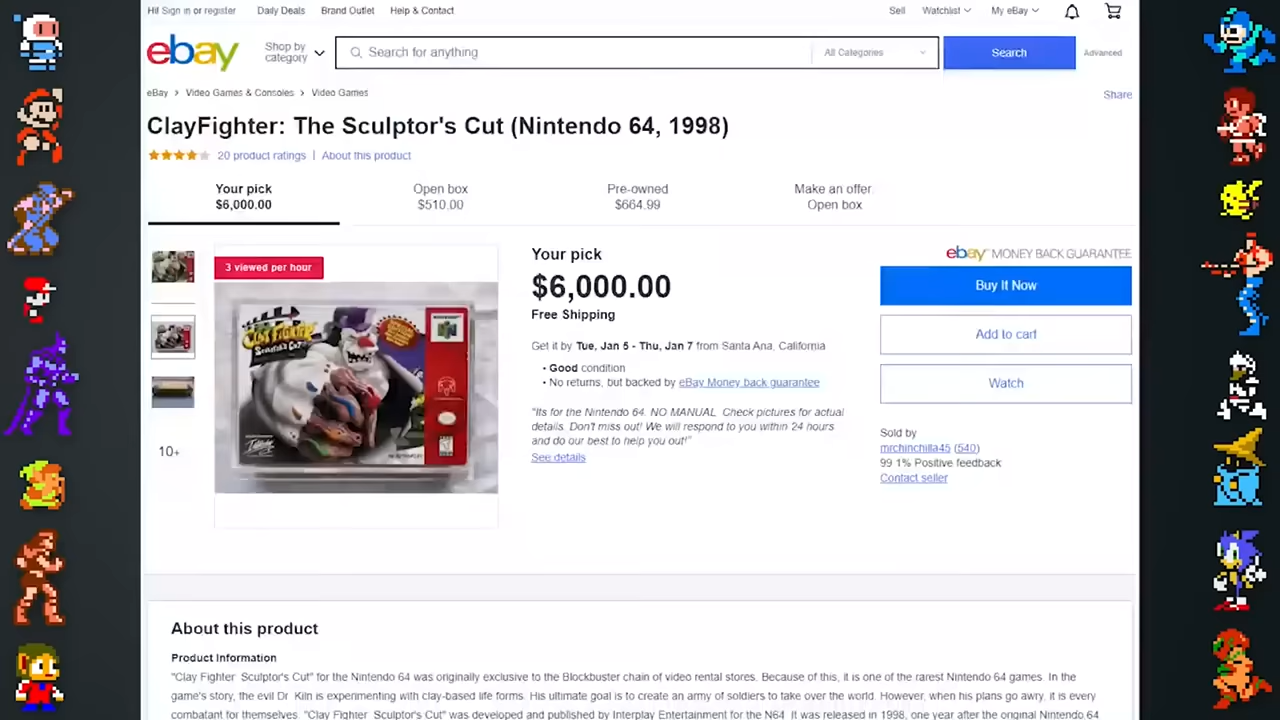 Hi! Sign in or register Daily Deals Brand Outlet Help & Contact Sell Watchlist My eBay
ebay Shop by category Search for anything All Categories Search Advanced
eBay > Video Games & Consoles > Video Games Share
ClayFighter: The Sculptor's Cut (Nintendo 64, 1998)
20 product ratings | About this product
Your pick $6,000.00
Open box $510.00
Pre-owned $664.99
Make an offer Open box
3 viewed per hour
CLAYFIGHTER
Sculptor's Cut
NINTENDO 64
10+
Your pick
$6,000.00
Free Shipping
Get it by Tue, Jan 5 - Thu, Jan 7 from Santa Ana, California
• Good condition
• No returns, but backed by eBay Money back guarantee
"Its for the Nintendo 64. NO MANUAL. Check pictures for actual
details. Don't miss out! We will respond to you within 24 hours
and do our best to help you out!"
See details
ebay MONEY BACK GUARANTEE
Buy It Now
Add to cart
Watch
Sold by
mrchinchilla45 (540)
99.1% Positive feedback
Contact seller
About this product
Product Information
"Clay Fighter Sculptor's Cut" for the Nintendo 64 was originally exclusive to the Blockbuster chain of video rental stores. Because of this, it is one of the rarest Nintendo 64 games. In the
game's story, the evil Dr. Kiln is experimenting with clay-based life forms. His ultimate goal is to create an army of soldiers to take over the world. However, when his plans go awry, it is every
combatant for themselves. "Clay Fighter Sculptor's Cut" was developed and published by Interplay Entertainment for the N64. It was released in 1998, one year after the original Nintendo 64